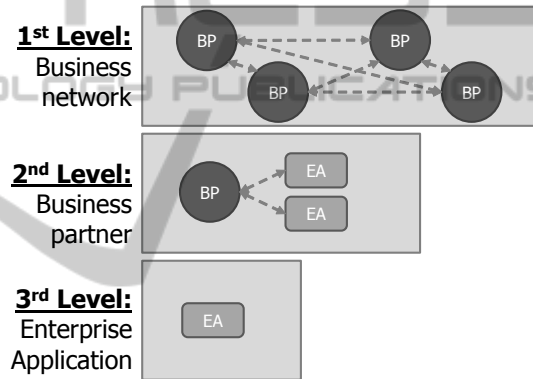 1st Level:
Business
network
BP
BP
BP
BP
2nd Level:
Business
partner
BP
EA
EA
3rd Level:
Enterprise
Application
EA
PUBLICATIONS